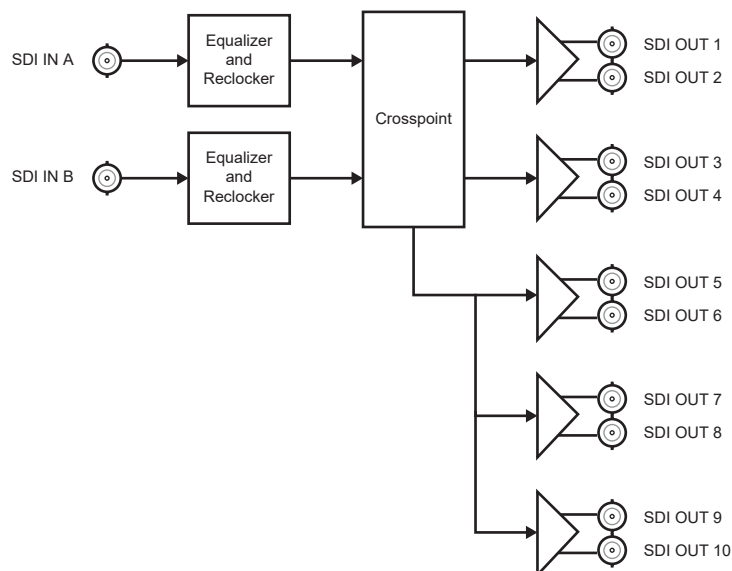 SDI IN A
Equalizer
and
Reclocker
SDI IN B
Equalizer
and
Reclocker
Crosspoint
SDI OUT 1
SDI OUT 2
SDI OUT 3
SDI OUT 4
SDI OUT 5
SDI OUT 6
SDI OUT 7
SDI OUT 8
SDI OUT 9
SDI OUT 10